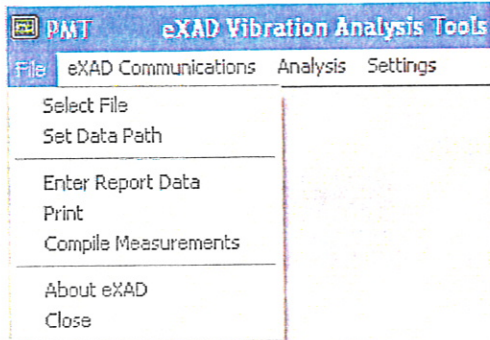 PMT eXAD Vibration Analysis Tools
File eXAD Communications Analysis Settings
Select File
Set Data Path
Enter Report Data
Print
Compile Measurements
About eXAD
Close